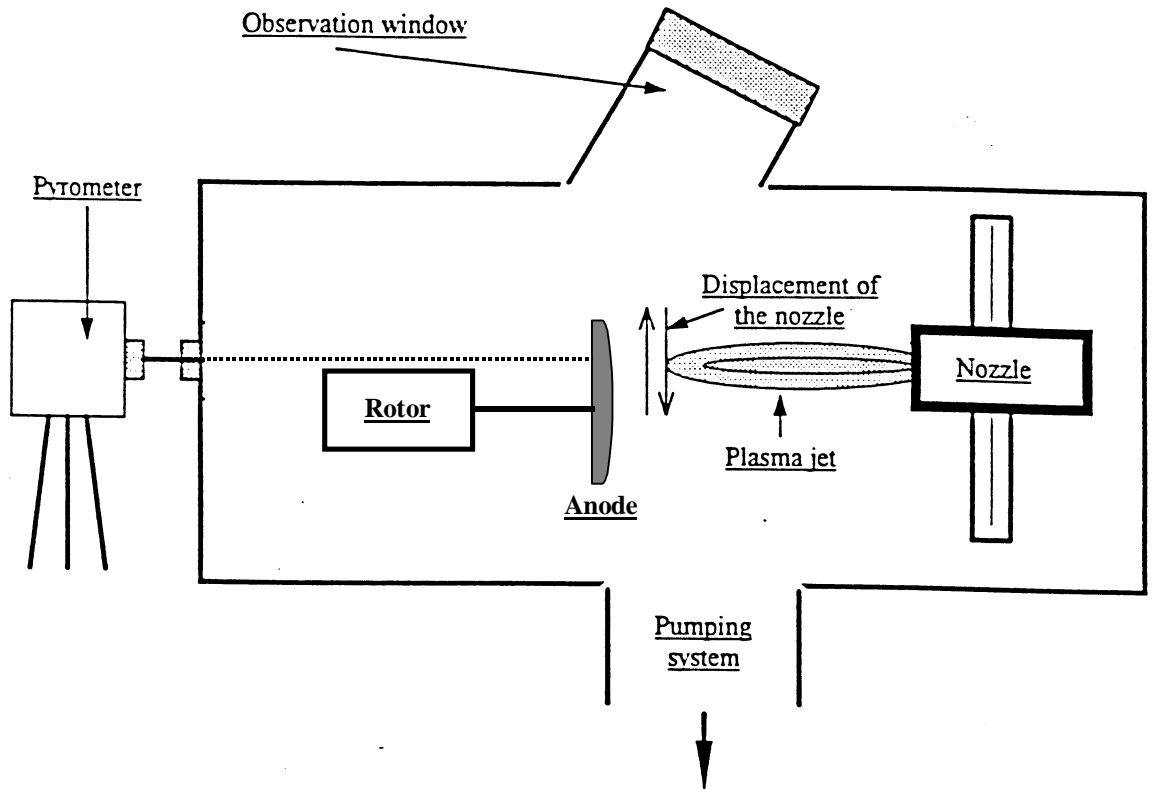 Observation window
Pyrometer
Displacement of
the nozzle
Nozzle
Rotor
Plasma jet
Anode
Pumping
system